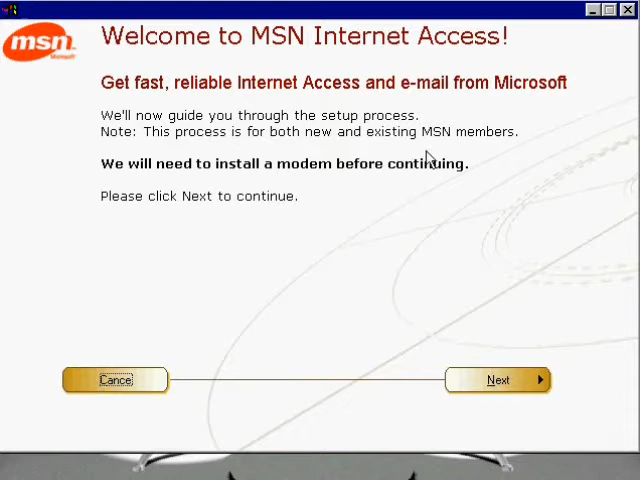 msn
Microsoft
Welcome to MSN Internet Access!
Get fast, reliable Internet Access and e-mail from Microsoft
We'll now guide you through the setup process.
Note: This process is for both new and existing MSN members.
We will need to install a modem before continuing.
Please click Next to continue.
Cancel
Next